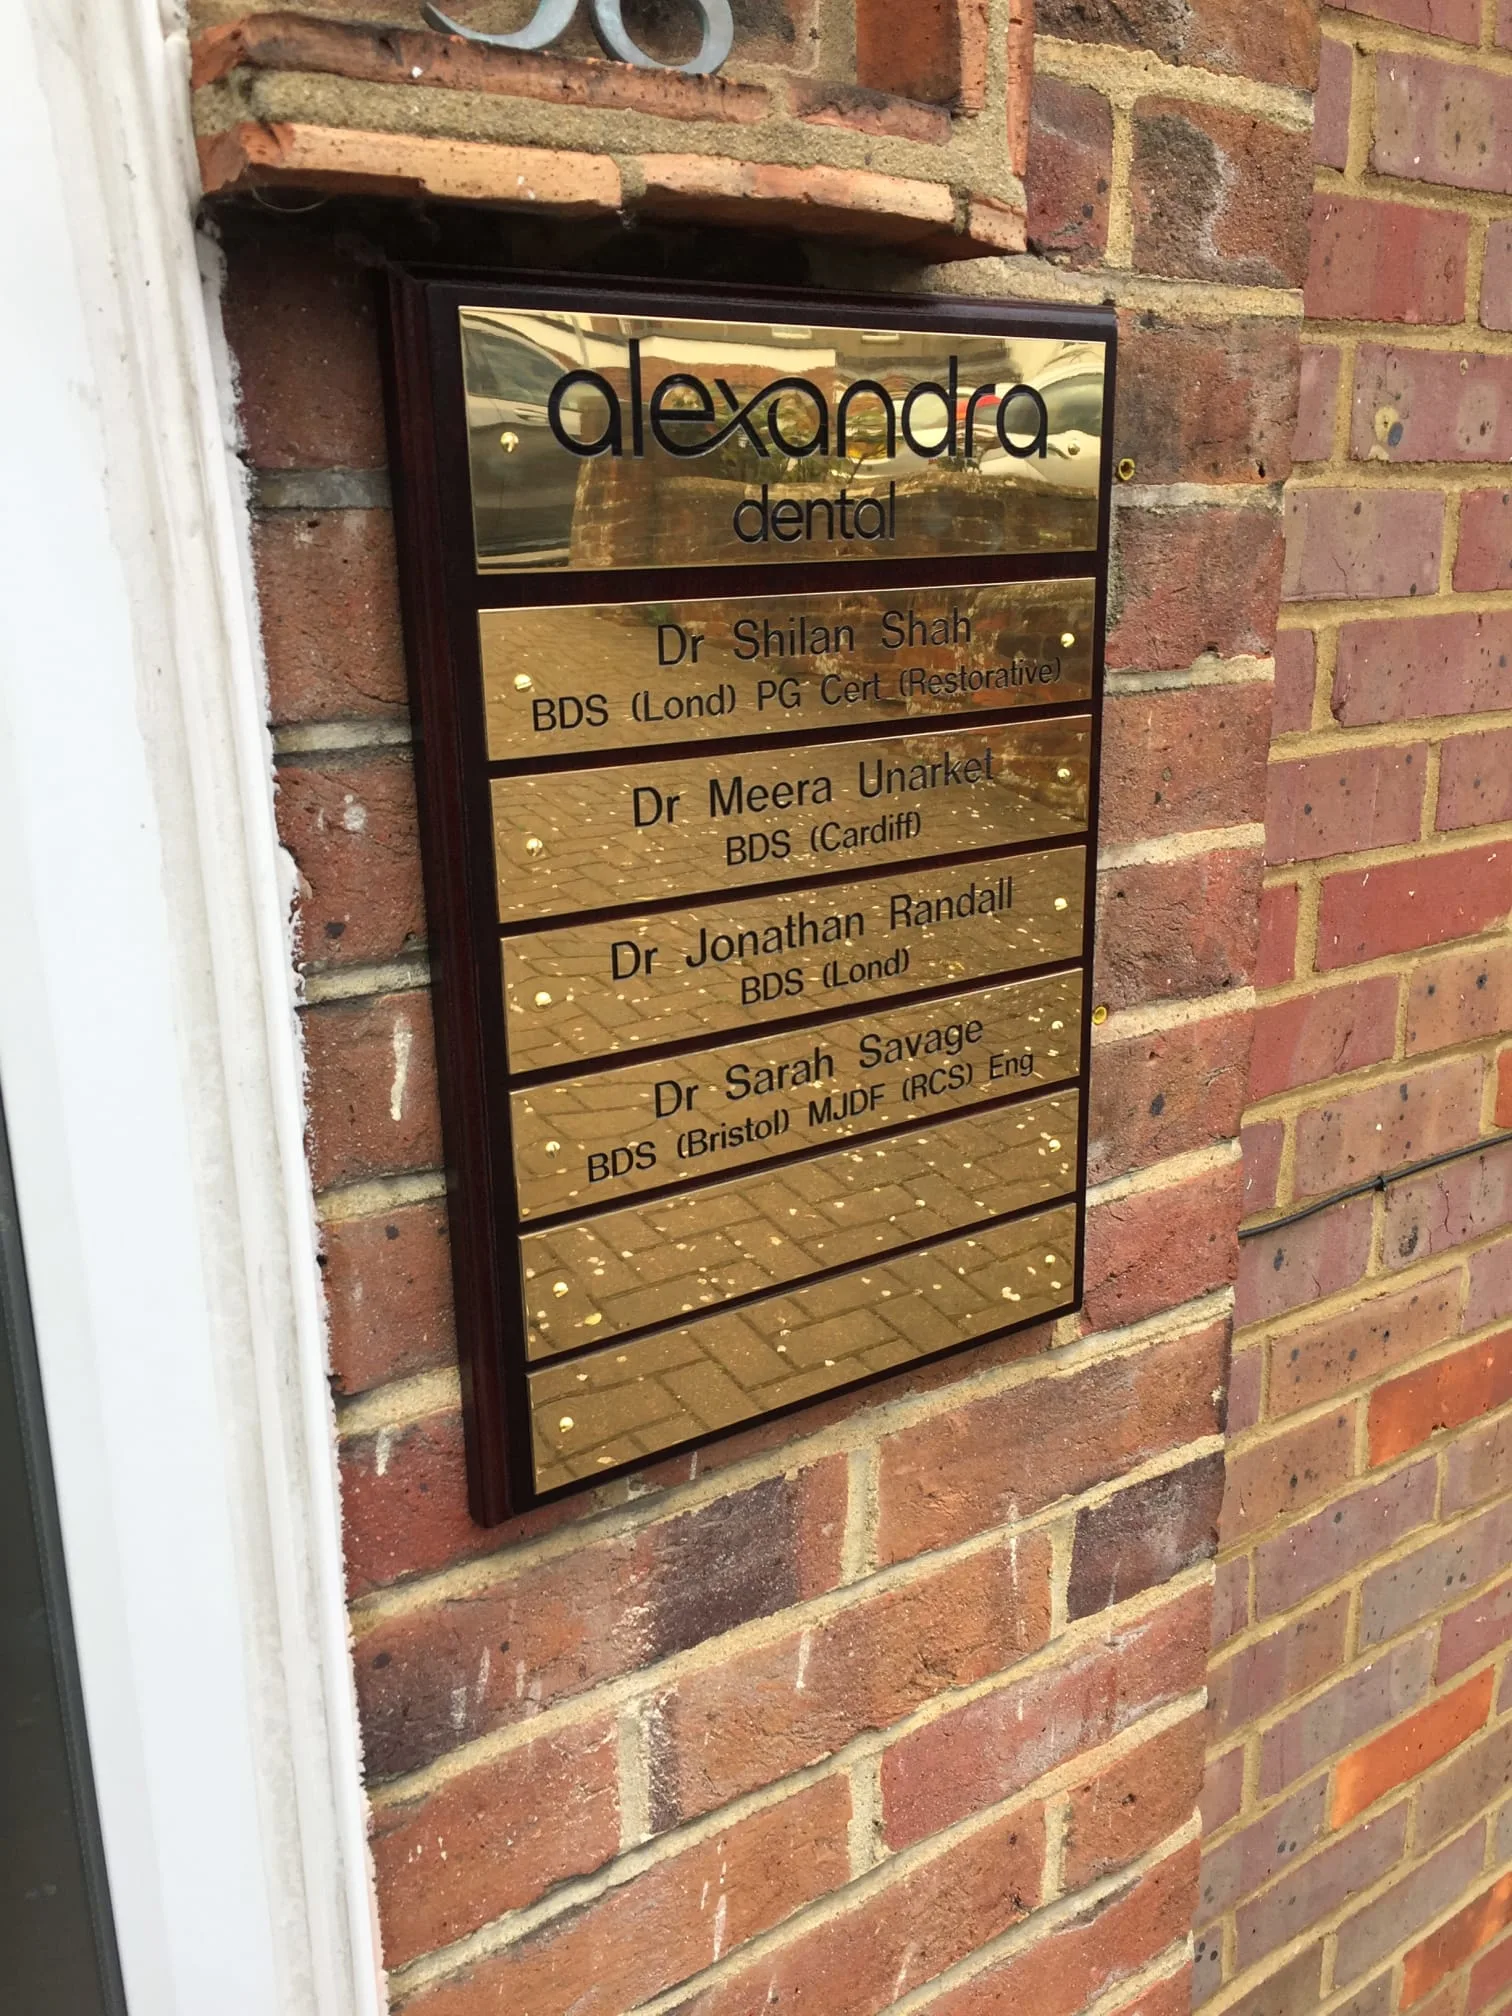 alexandra
dental
Dr Shilan Shah
BDS (Lond) PG Cert (Restorative)
Dr Meera Unarket
BDS (Cardiff)
Dr Jonathan Randall
BDS (Lond)
Dr Sarah Savage
BDS (Bristol) MJDF (RCS) Eng